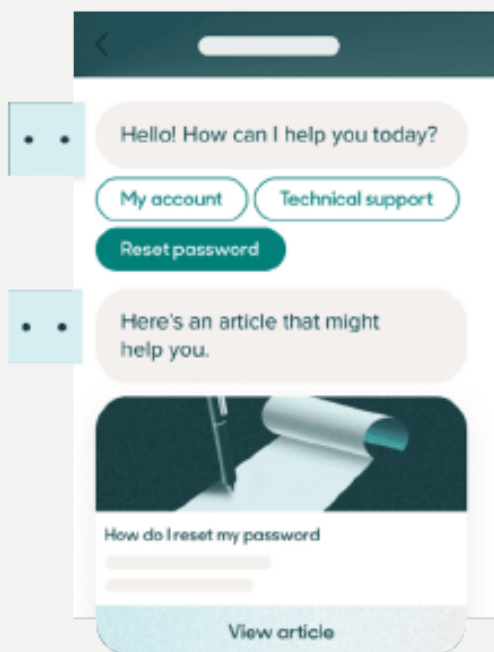 Hello! How can I help you today?
My account
Technical support
Reset password
Here's an article that might
help you.
How do I reset my password
View article